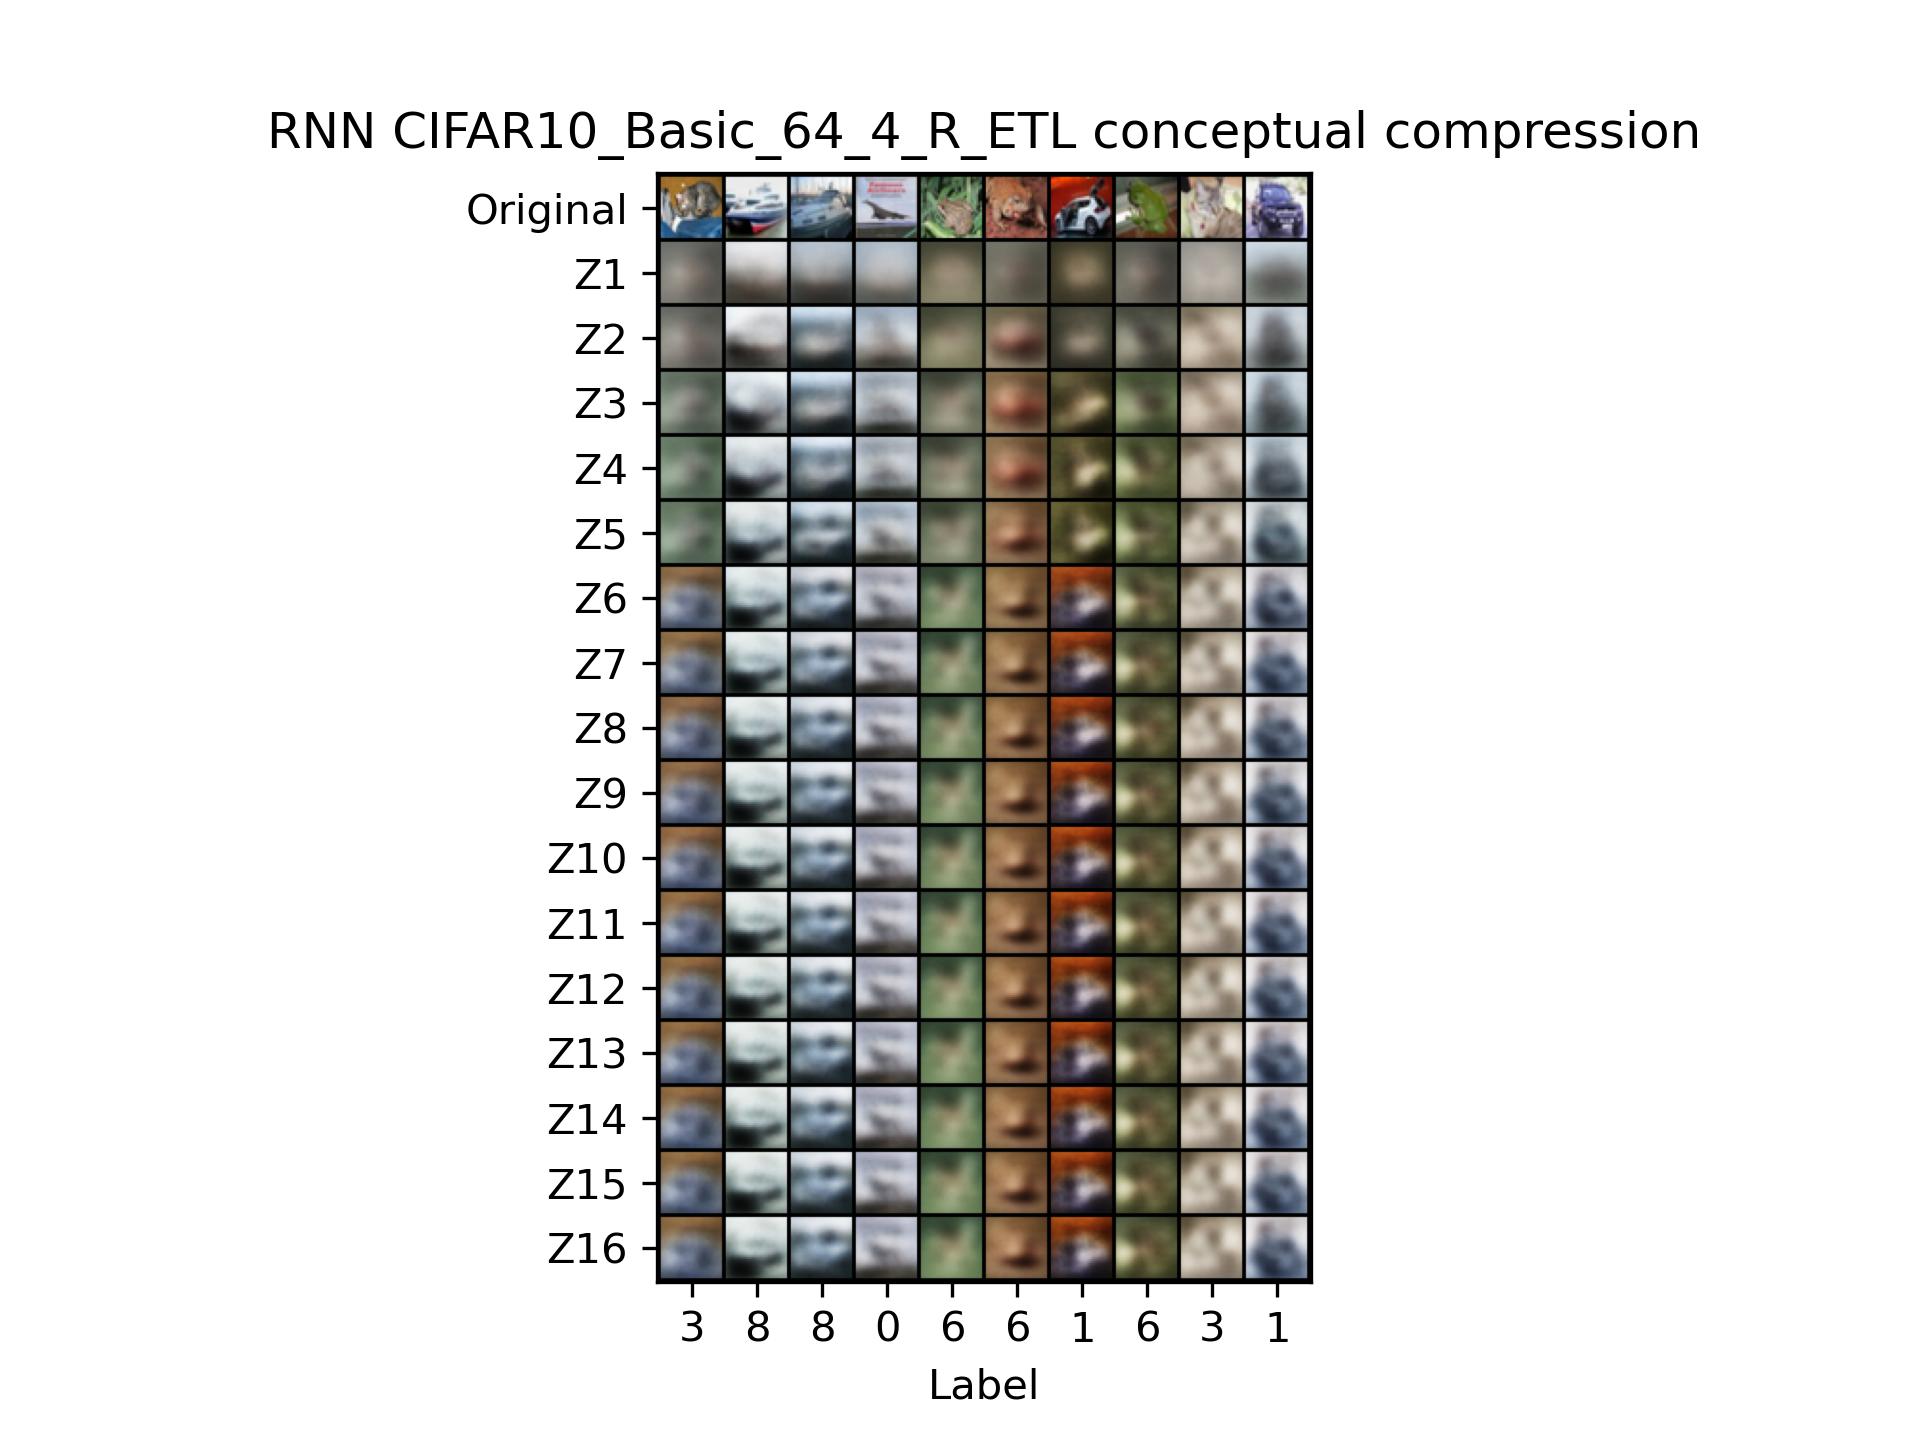 RNN CIFAR10_Basic_64_4_R_ETL conceptual compression
Original
Z1
Z2
Z3
Z4
Z5
Z6
Z7
Z8
Z9
Z10
Z11
Z12
Z13
Z14
Z15
Z16
3 8 8 0 6 6 1 6 3 1
Label